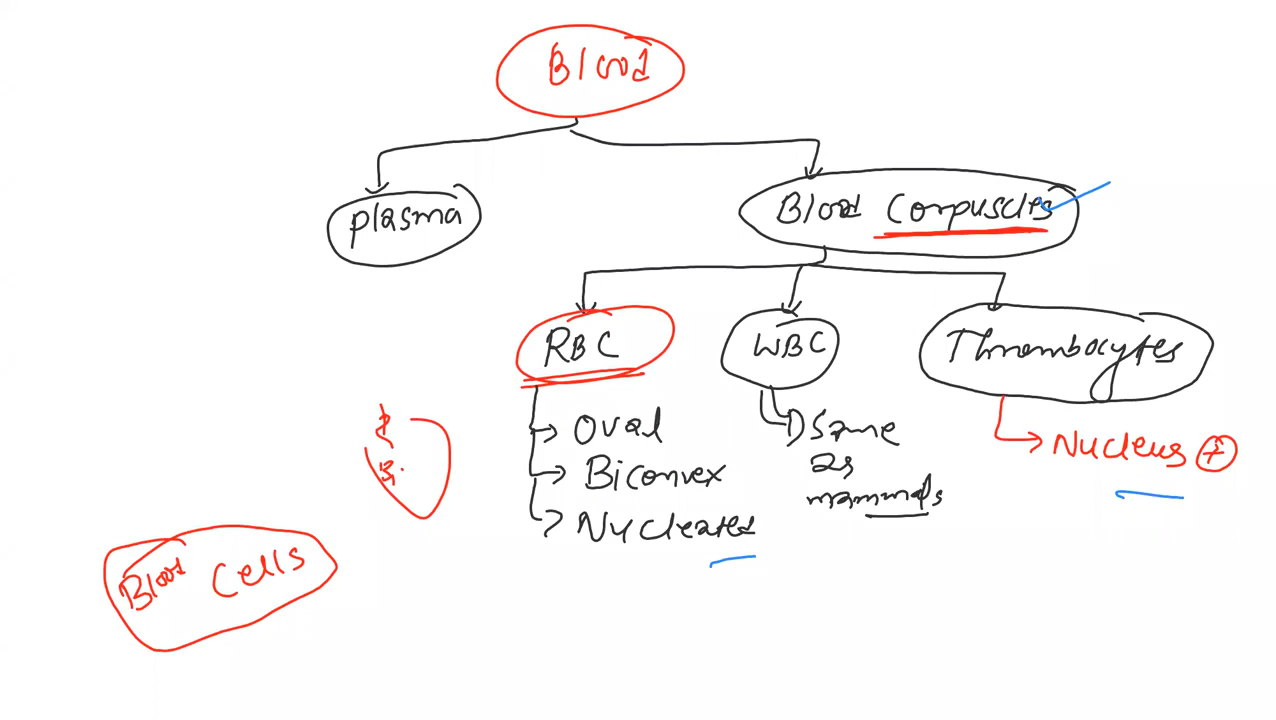 Blood
Plasma
Blood Corpuscles
RBC
WBC
Thrombocytes
Oval
Biconvex
Nucleated
Same
as
mammals
Nucleus +
Blood Cells